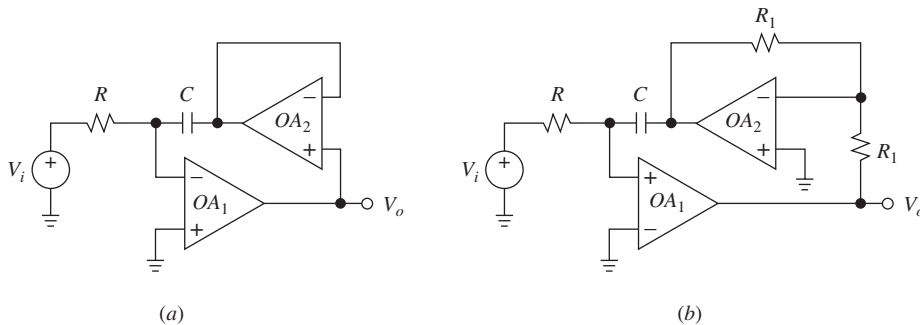 R
C
−
OA₂
+
Vᵢ
+
−
OA₁
+
Vₒ
(a)
R₁
R
C
−
OA₂
+
R₁
Vᵢ
+
+
OA₁
−
Vₒ
(b)